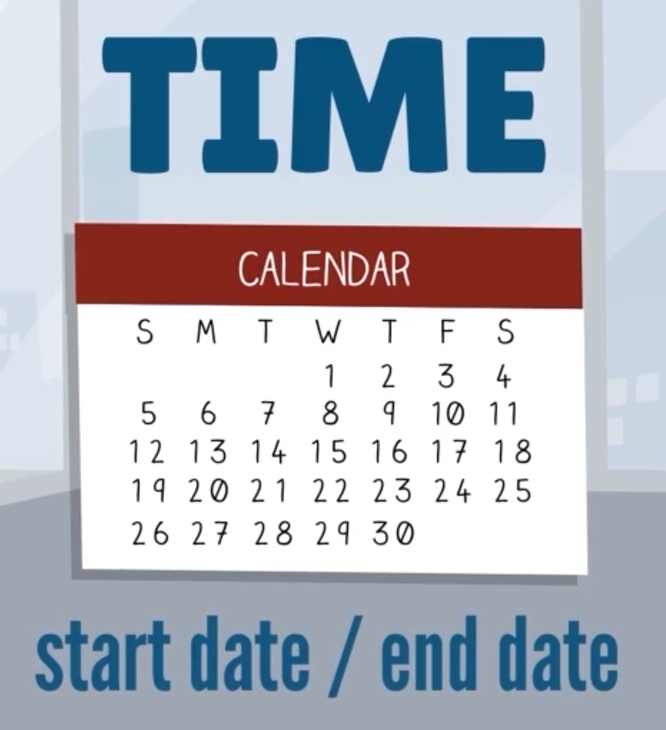 TIME
CALENDAR
S M T W T F S
1 2 3 4
5 6 7 8 9 10 11
12 13 14 15 16 17 18
19 20 21 22 23 24 25
26 27 28 29 30
start date / end date